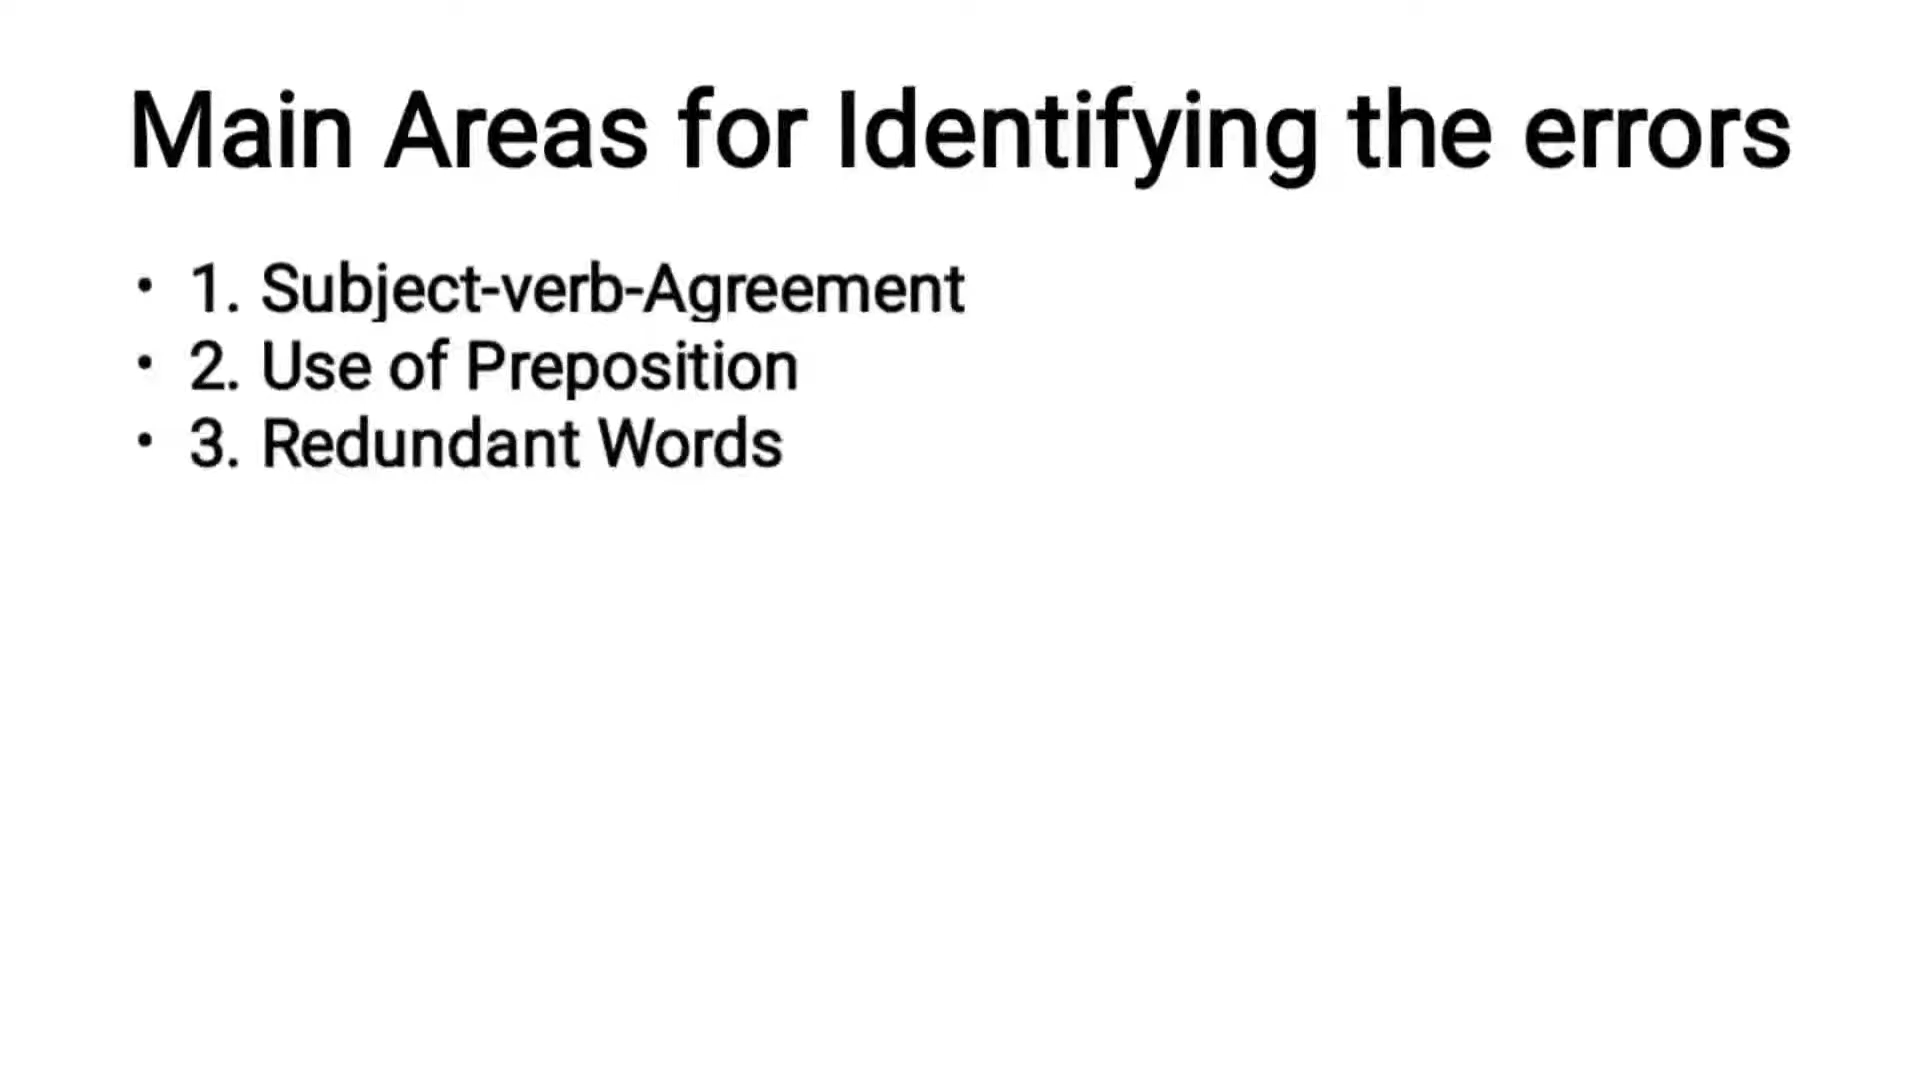 Main Areas for Identifying the errors
• 1. Subject-verb-Agreement
• 2. Use of Preposition
• 3. Redundant Words